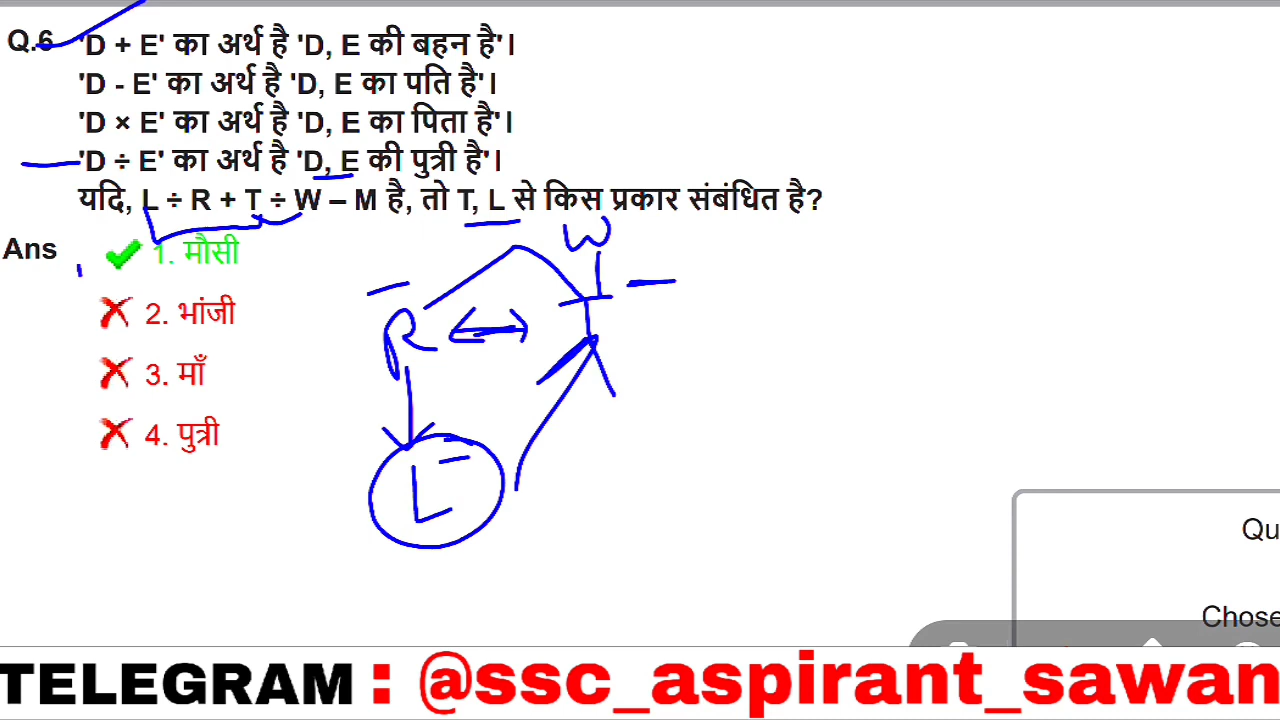 Q.6 'D + E' का अर्थ है 'D, E की बहन है'।
'D - E' का अर्थ है 'D, E का पति है'।
'D × E' का अर्थ है 'D, E का पिता है'।
'D ÷ E' का अर्थ है 'D, E की पुत्री है'।
यदि, L ÷ R + T ÷ W – M है, तो T, L से किस प्रकार संबंधित है?
Ans 1. मौसी
2. भांजी
3. माँ
4. पुत्री
W
R T
L
Qu
Chose
TELEGRAM : @ssc_aspirant_sawan